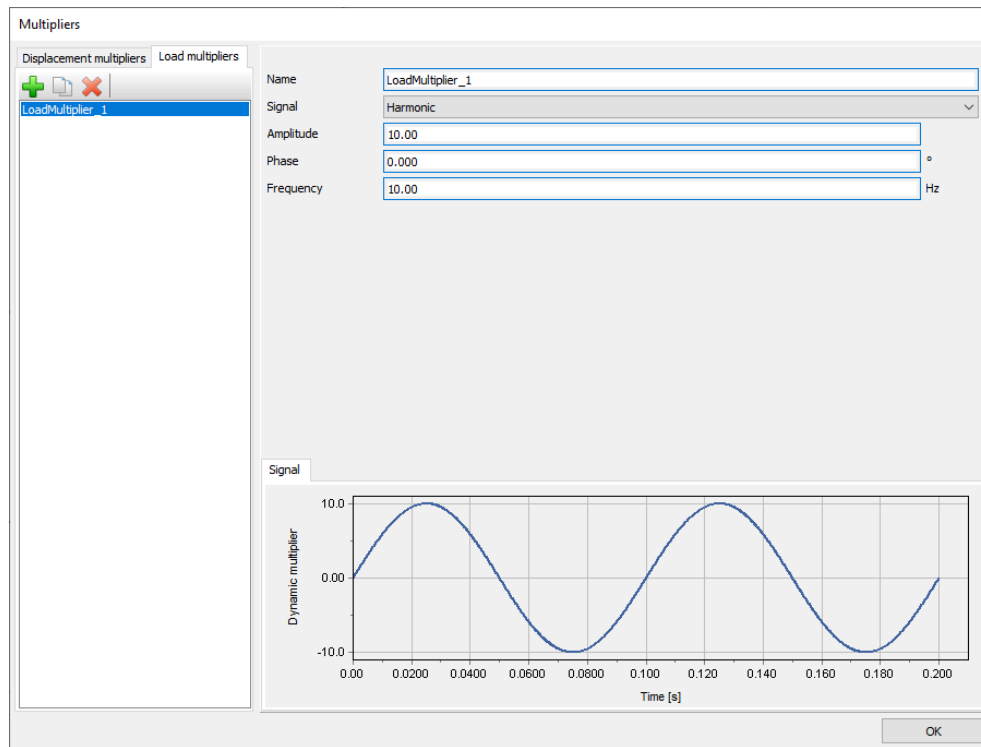 Multipliers
Displacement multipliers Load multipliers
LoadMultiplier_1
Name LoadMultiplier_1
Signal Harmonic
Amplitude 10.00
Phase 0.000 °
Frequency 10.00 Hz
Signal
10.0
0.00
-10.0
Dynamic multiplier
0.00 0.0200 0.0400 0.0600 0.0800 0.100 0.120 0.140 0.160 0.180 0.200
Time [s]
OK